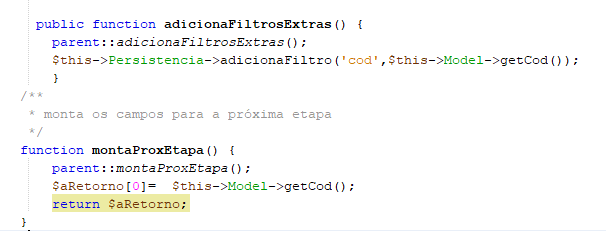 public function adicionaFiltrosExtras() {
parent::adicionaFiltrosExtras();
$this->Persistencia->adicionaFiltro('cod',$this->Model->getCod());
}
/**
* monta os campos para a próxima etapa
*/
function montaProxEtapa() {
parent::montaProxEtapa();
$aRetorno[0]=  $this->Model->getCod();
return $aRetorno;
}